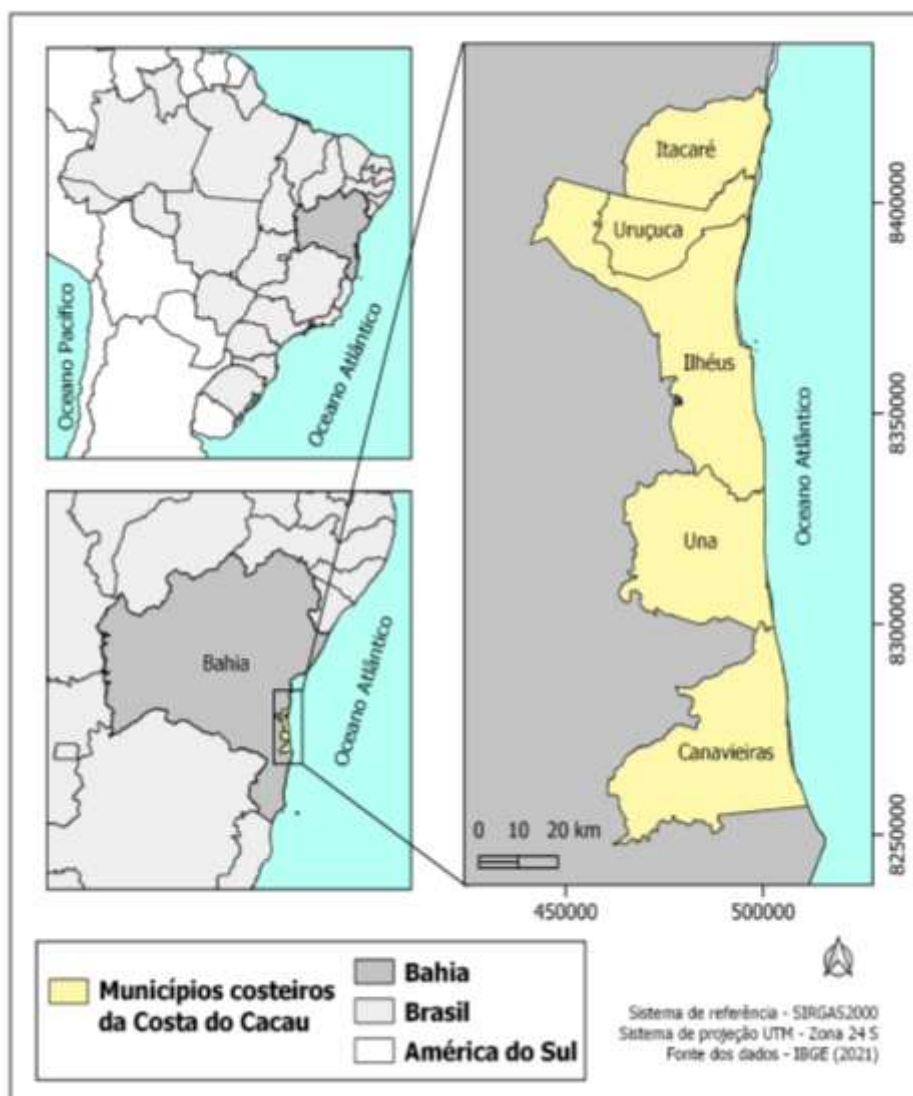 Oceano Pacífico
Oceano Atlântico
Bahia
Oceano Atlântico
Itacaré
Uruçuca
Ilhéus
Una
Canavieiras
Oceano Atlântico
8400000
8350000
8300000
8250000
0 10 20 km
450000 500000
Municípios costeiros
da Costa do Cacau
Bahia
Brasil
América do Sul
Sistema de referência - SIRGAS2000
Sistema de projeção UTM - Zona 24 S
Fonte dos dados - IBGE (2021)